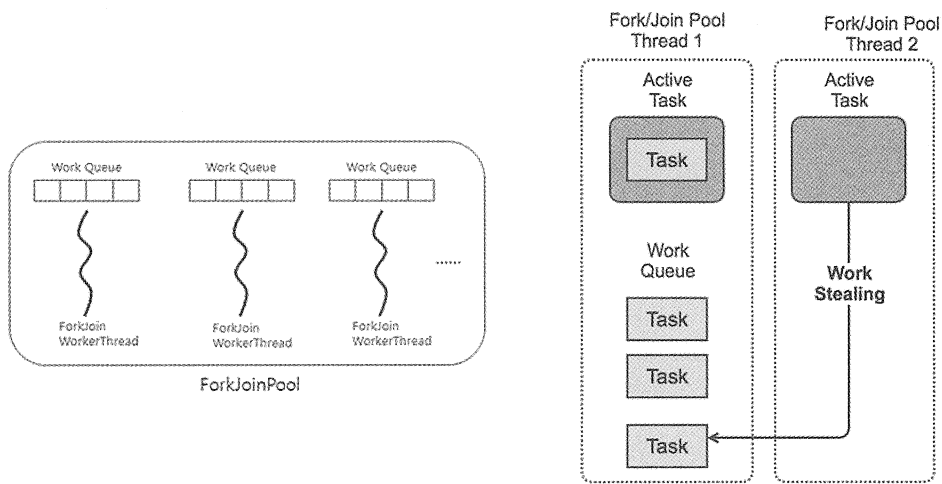 Work Queue
Work Queue
Work Queue
......
ForkJoin
WorkerThread
ForkJoin
WorkerThread
ForkJoin
WorkerThread
ForkJoinPool
Fork/Join Pool
Thread 1
Active
Task
Task
Work
Queue
Task
Task
Task
Fork/Join Pool
Thread 2
Active
Task
Work
Stealing